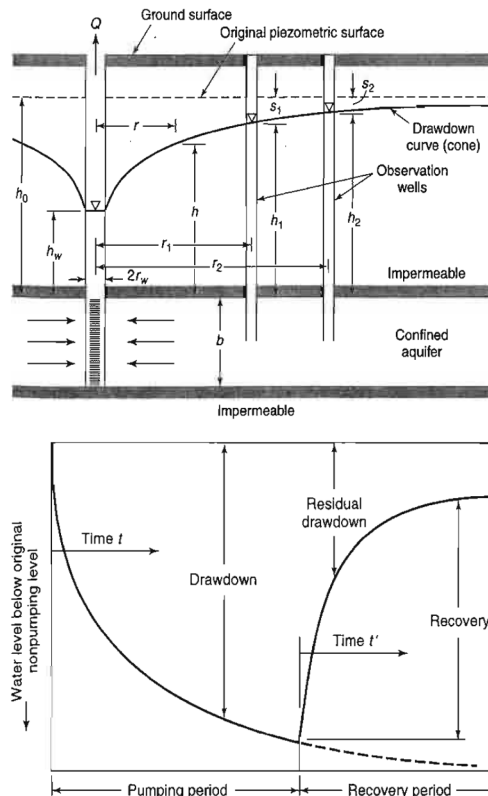 Q
Ground surface
Original piezometric surface
s1
s2
r
Drawdown
curve (cone)
Observation
wells
h0
h
h1
h2
hw
r1
r2
2rw
Impermeable
b
Confined
aquifer
Impermeable
Water level below original
nonpumping level
Time t
Drawdown
Residual
drawdown
Recovery
Time t'
Pumping period
Recovery period